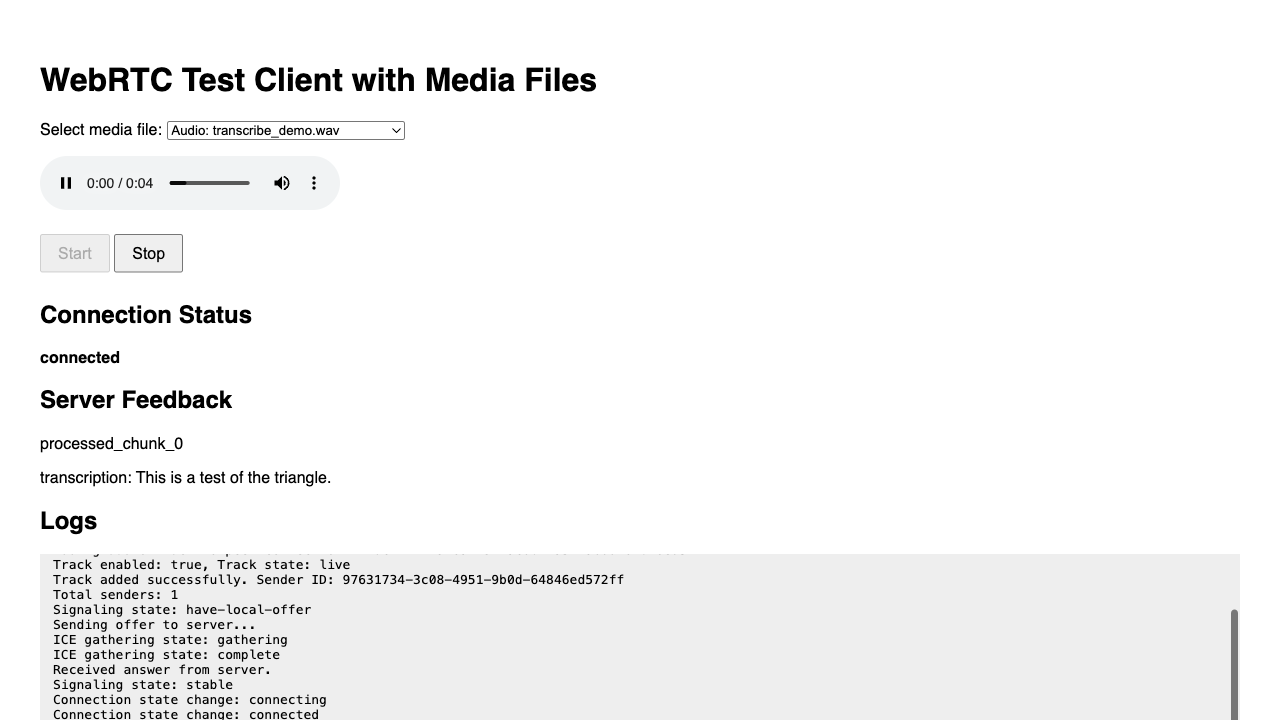 WebRTC Test Client with Media Files
Select media file: Audio: transcribe_demo.wav
0:00 / 0:04
Start Stop
Connection Status
connected
Server Feedback
processed_chunk_0
transcription: This is a test of the triangle.
Logs
Track enabled: true, Track state: live
Track added successfully. Sender ID: 97631734-3c08-4951-9b0d-64846ed572ff
Total senders: 1
Signaling state: have-local-offer
Sending offer to server...
ICE gathering state: gathering
ICE gathering state: complete
Received answer from server.
Signaling state: stable
Connection state change: connecting
Connection state change: connected